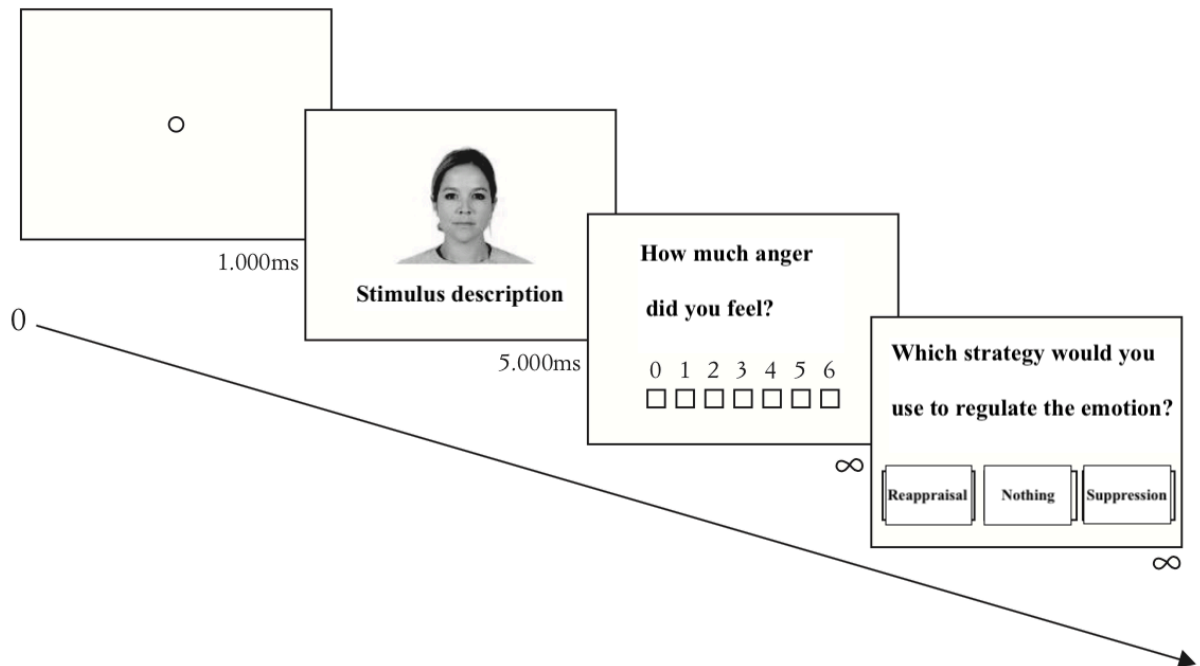 1.000ms
Stimulus description
0
5.000ms
How much anger
did you feel?
0 1 2 3 4 5 6
∞
Which strategy would you
use to regulate the emotion?
Reappraisal Nothing Suppression
∞